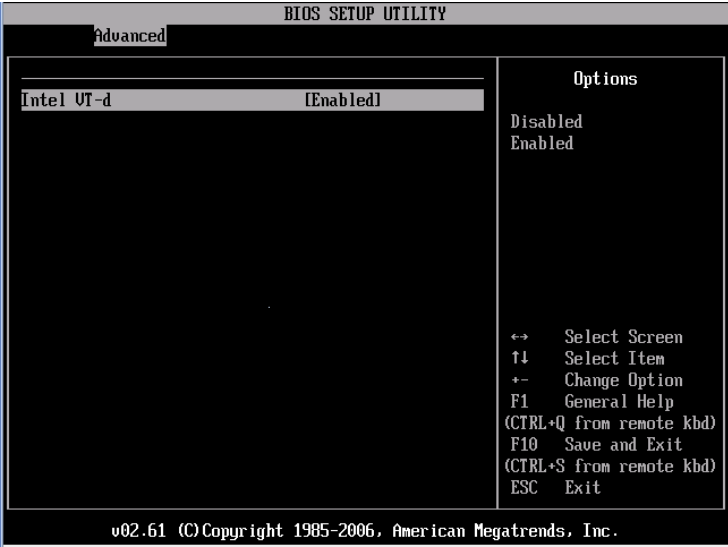 BIOS SETUP UTILITY
Advanced
Intel VT-d [Enabled]
Options
Disabled
Enabled
↔ Select Screen
↑↓ Select Item
+- Change Option
F1 General Help
(CTRL+Q from remote kbd)
F10 Save and Exit
(CTRL+S from remote kbd)
ESC Exit
v02.61 (C)Copyright 1985-2006, American Megatrends, Inc.